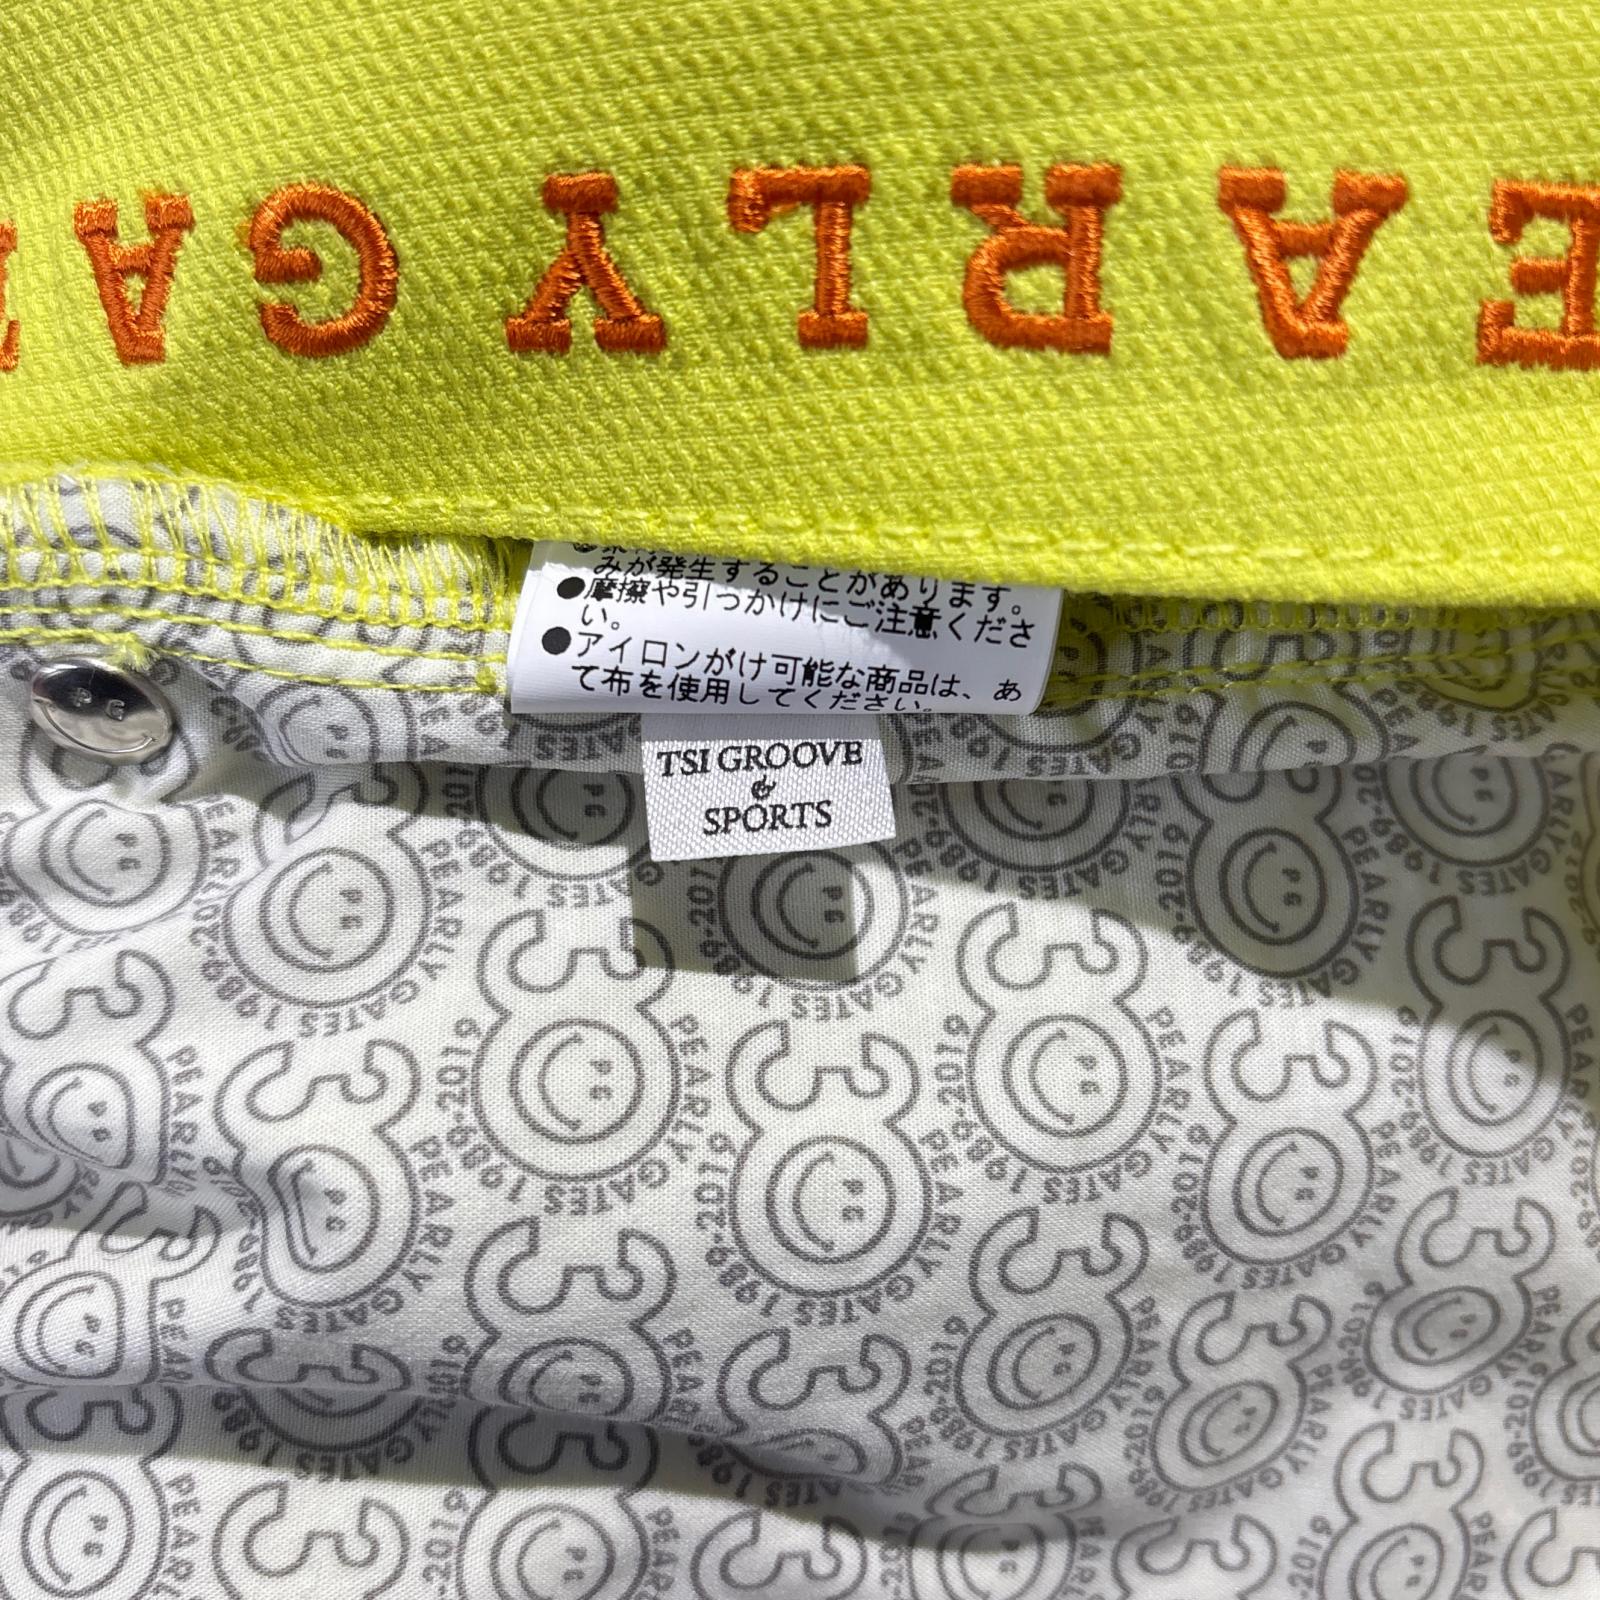 PEARLY GATES
みが発生することがあります。
●摩擦や引っかけにご注意くださ
い。
●アイロンがけ可能な商品は、あ
て布を使用してください。
TSI GROOVE
&
SPORTS
30
PG
PEARLY GATES 1989-2019